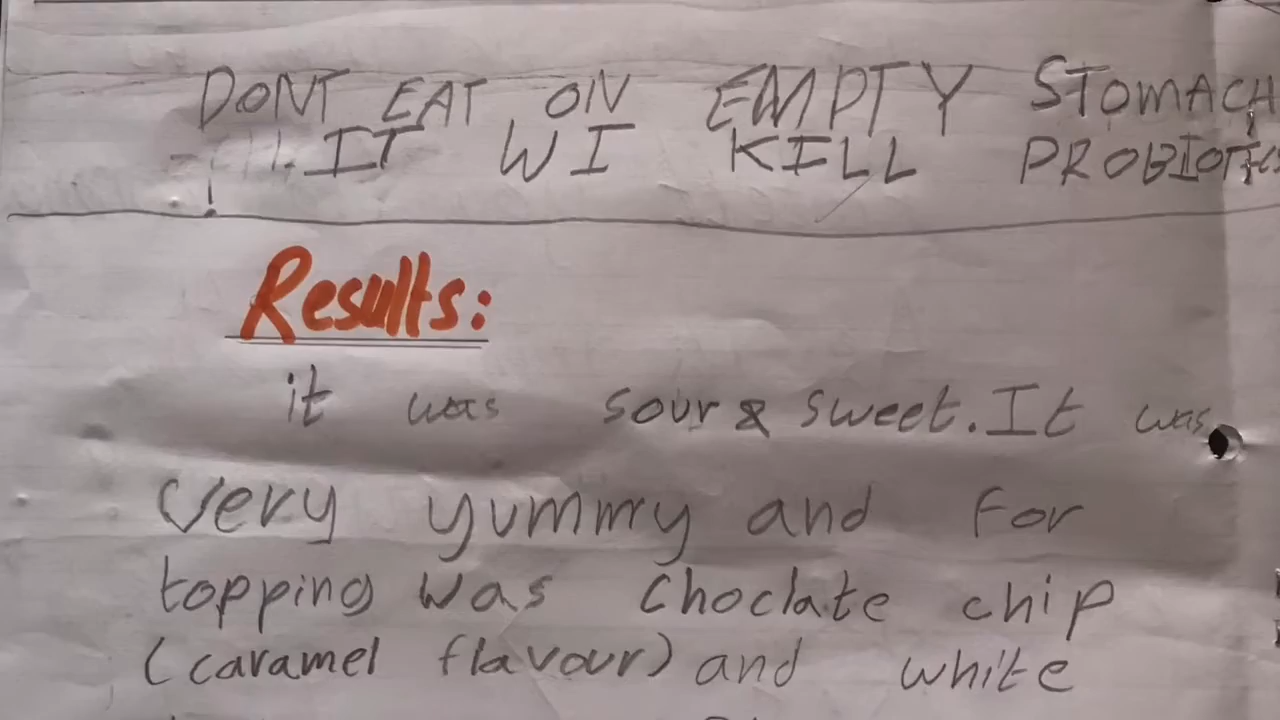 DONT EAT ON EMPTY STOMACH
IT WI KILL PROBIOTICS
Results:
it was sour & sweet. It was
very yummy and for
topping was choclate chip
(caramel flavour) and white